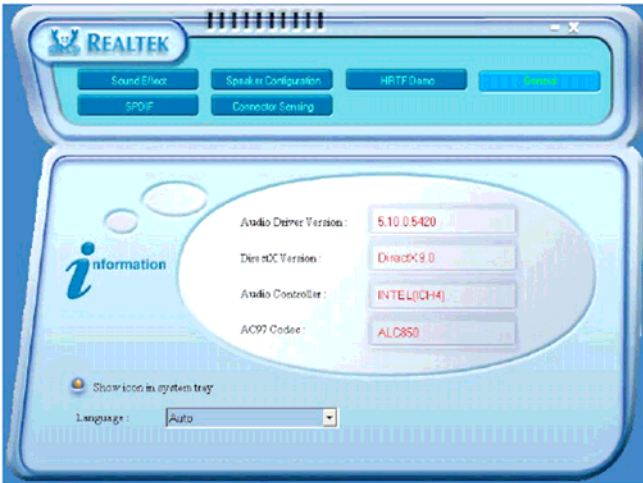 REALTEK
Sound Effect
Speaker Configuration
HRTF Demo
General
SPDIF
Connector Sensing
information
Audio Driver Version :
5.10.0.5420
DirectX Version :
DirectX 9.0
Audio Controller :
INTEL(ICH4)
AC97 Codec :
ALC850
Show icon in system tray
Language :
Auto